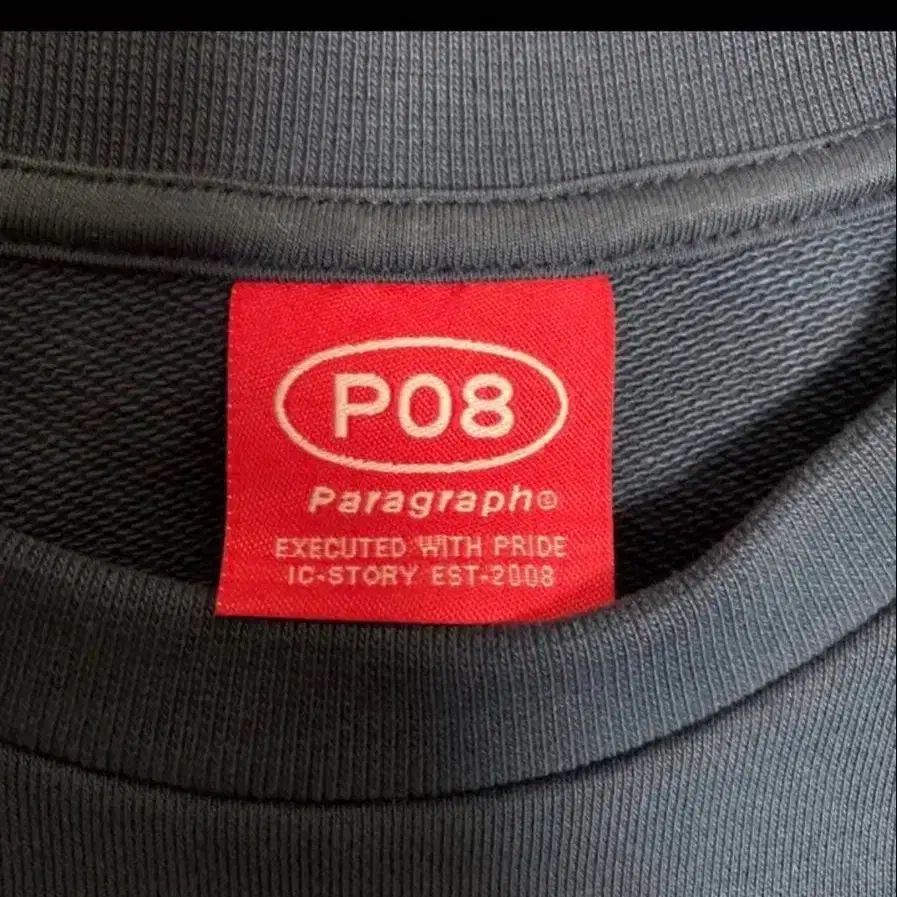 P08
Paragraph©
EXECUTED WITH PRIDE
IC-STORY EST-2008